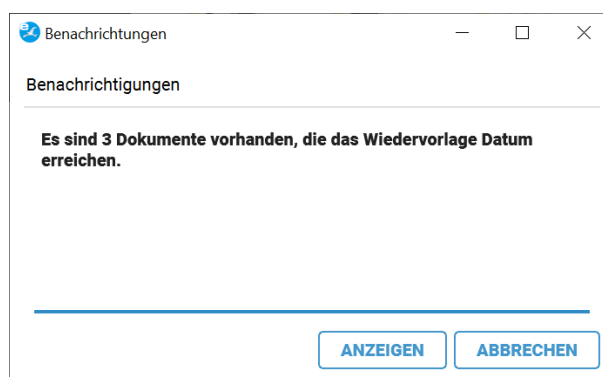 Benachrichtungen
Benachrichtigungen
Es sind 3 Dokumente vorhanden, die das Wiedervorlage Datum
erreichen.
ANZEIGEN ABBRECHEN